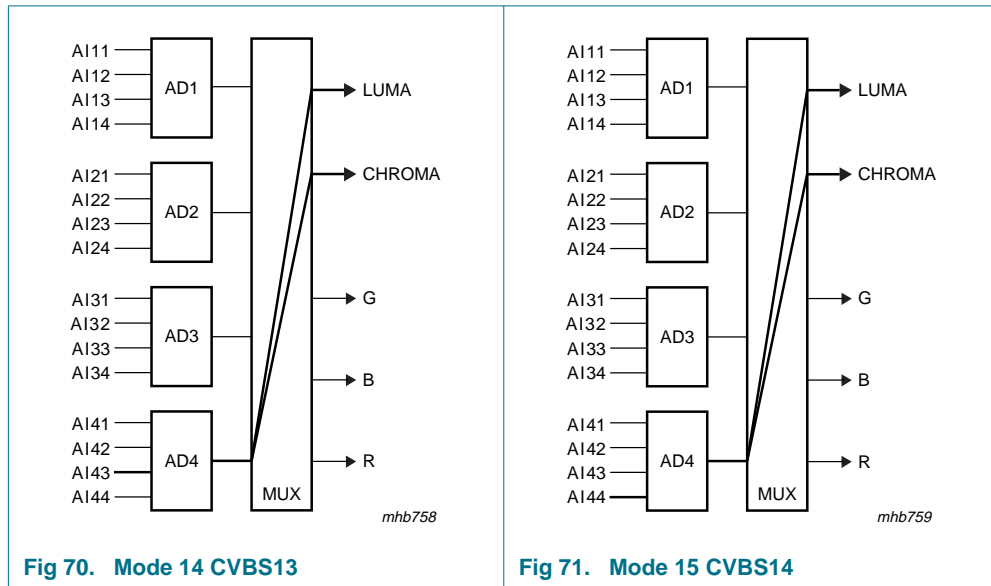 AI11
AI12
AI13
AI14
AD1
LUMA
AI21
AI22
AI23
AI24
AD2
CHROMA
AI31
AI32
AI33
AI34
AD3
G
B
AI41
AI42
AI43
AI44
AD4
R
MUX
mhb758
Fig 70. Mode 14 CVBS13
AI11
AI12
AI13
AI14
AD1
LUMA
AI21
AI22
AI23
AI24
AD2
CHROMA
AI31
AI32
AI33
AI34
AD3
G
B
AI41
AI42
AI43
AI44
AD4
R
MUX
mhb759
Fig 71. Mode 15 CVBS14